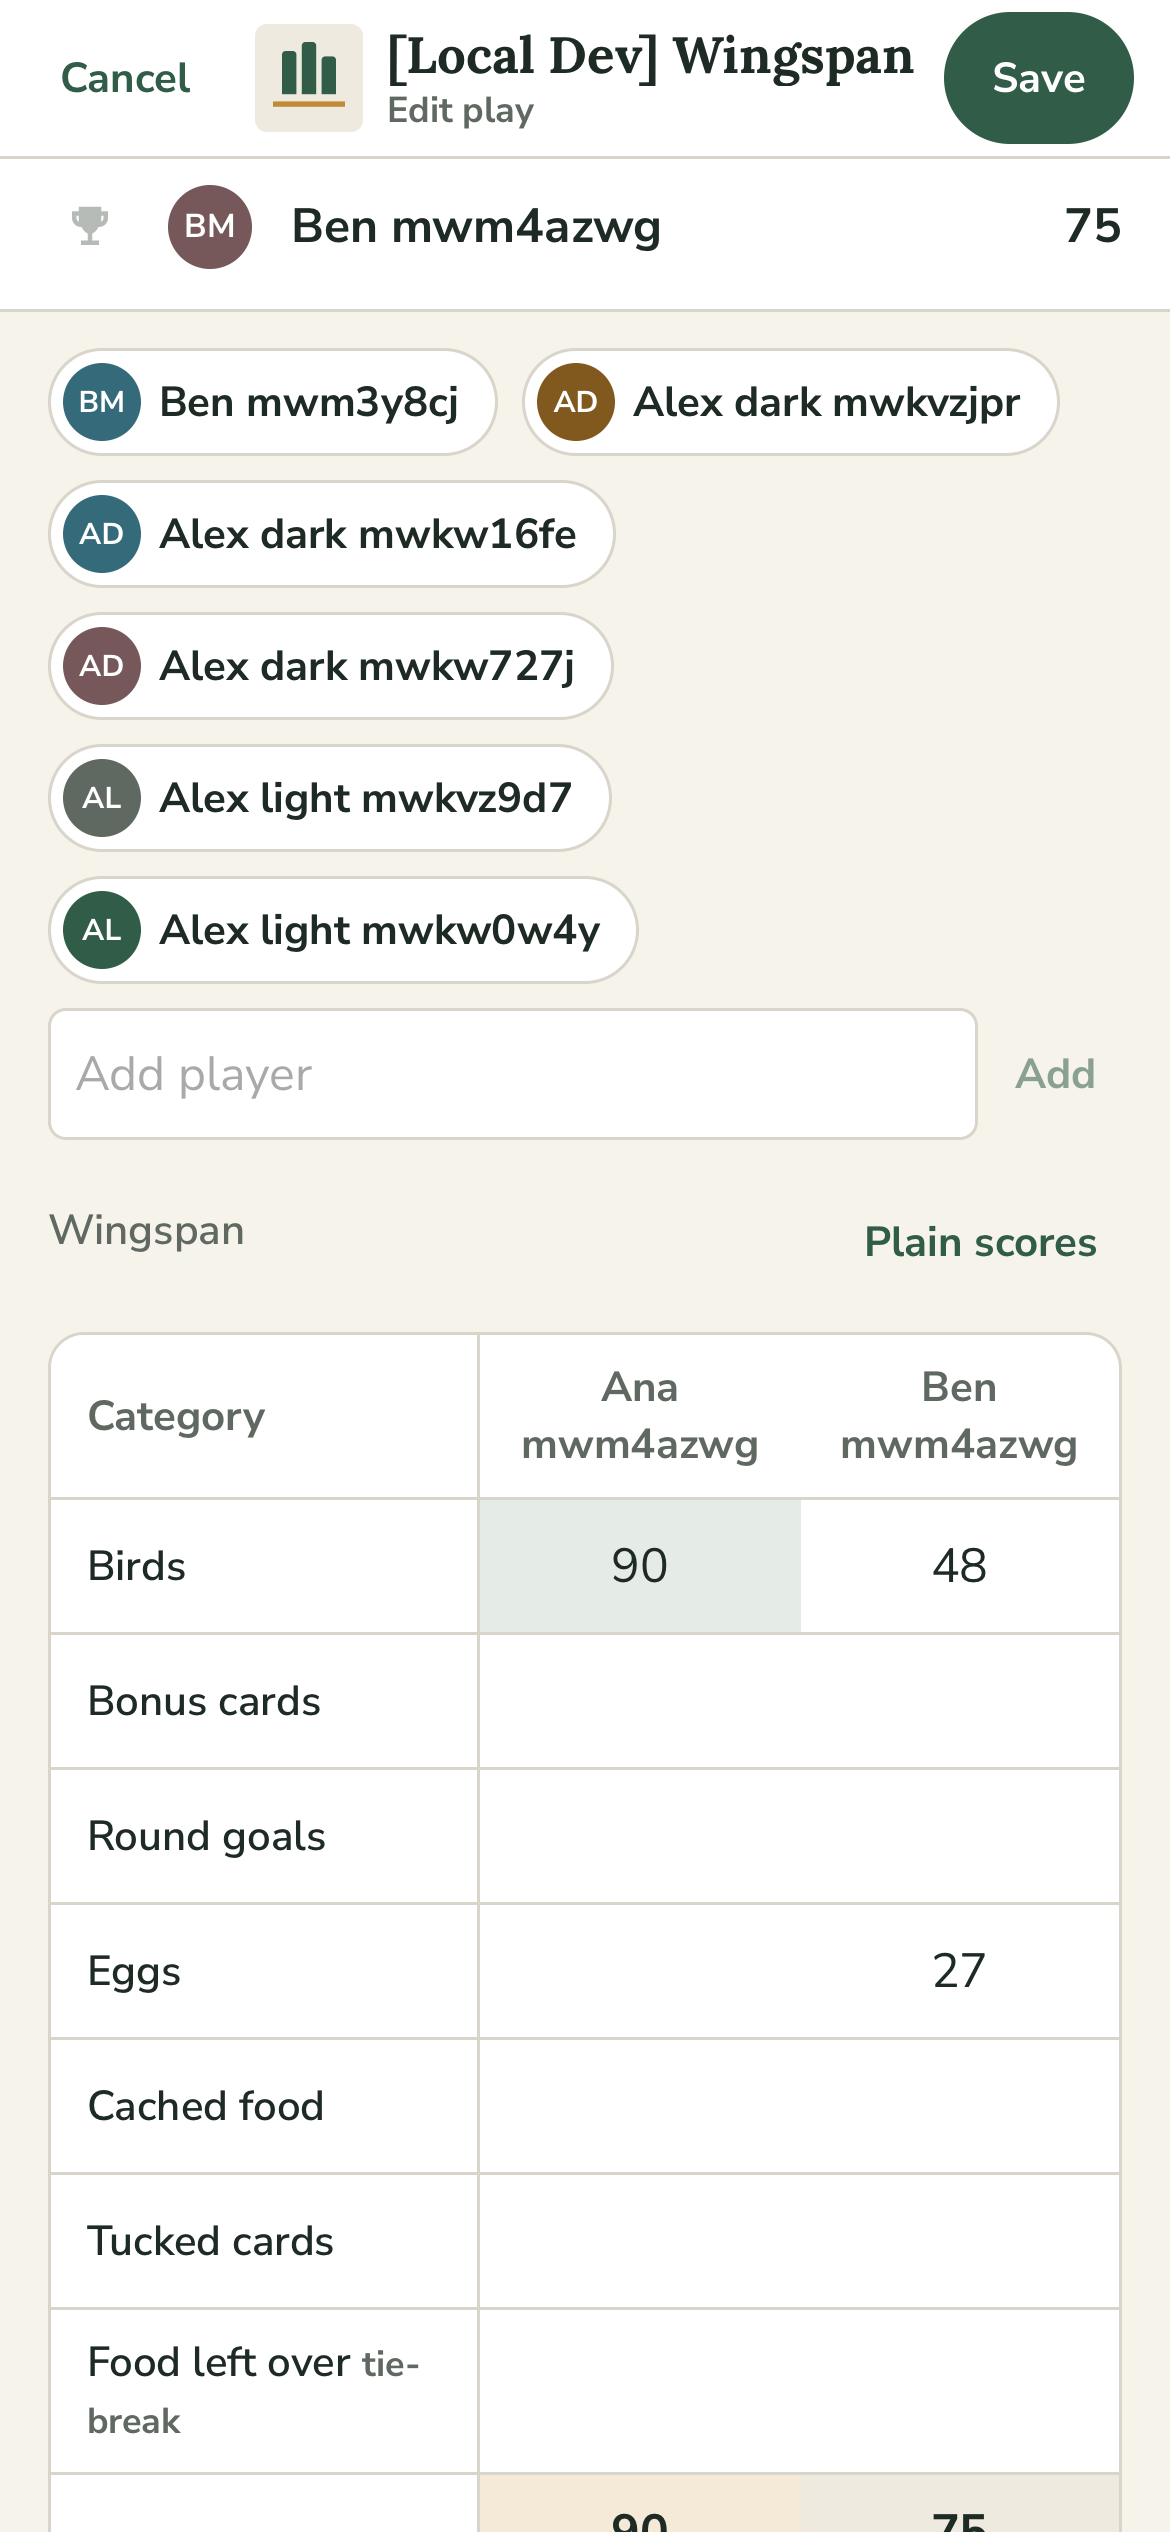 Cancel
[Local Dev] Wingspan
Edit play
Save
BM
Ben mwm4azwg
75
BM
Ben mwm3y8cj
AD
Alex dark mwkvzjpr
AD
Alex dark mwkw16fe
AD
Alex dark mwkw727j
AL
Alex light mwkvz9d7
AL
Alex light mwkw0w4y
Add player
Add
Wingspan
Plain scores
Category
Ana
mwm4azwg
Ben
mwm4azwg
Birds
90
48
Bonus cards
Round goals
Eggs
27
Cached food
Tucked cards
Food left over tie-
break
90
75